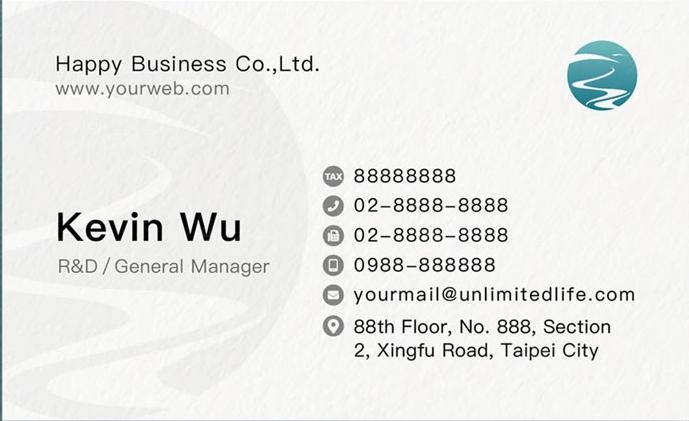 Happy Business Co.,Ltd.
www.yourweb.com
Kevin Wu
R&D / General Manager
TAX 88888888
02-8888-8888
02-8888-8888
0988-888888
yourmail@unlimitedlife.com
88th Floor, No. 888, Section
2, Xingfu Road, Taipei City